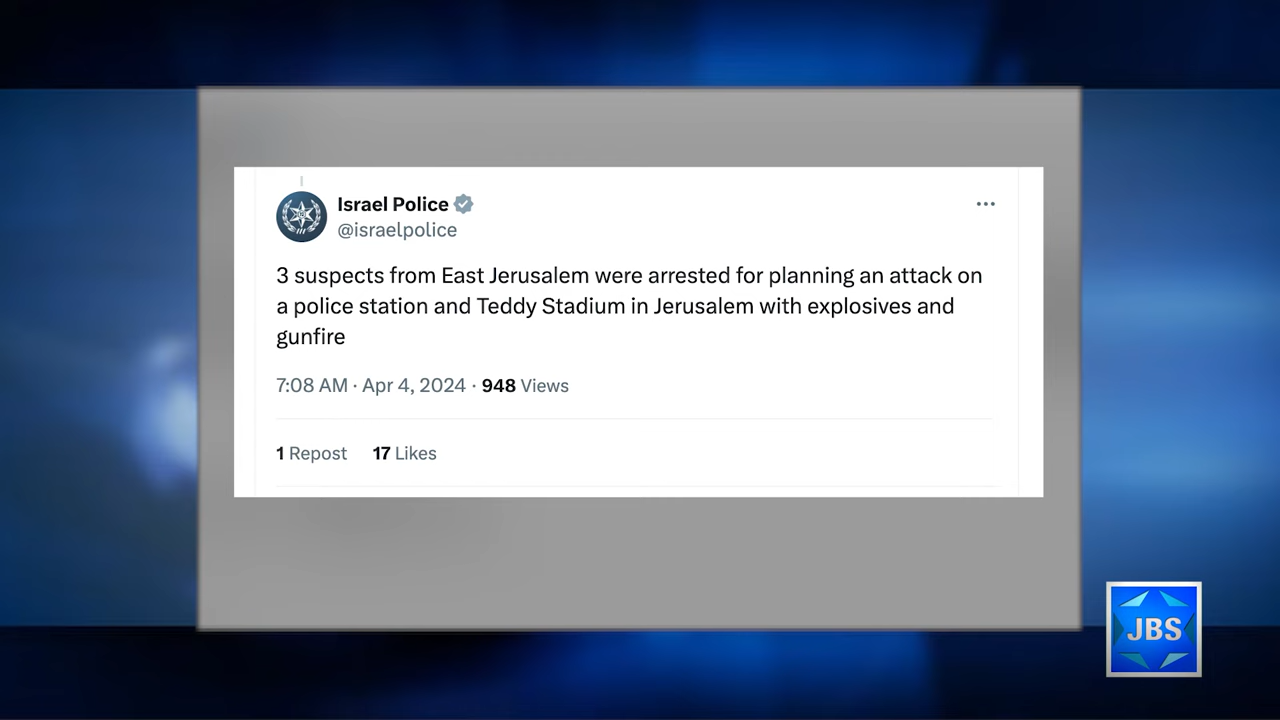 Israel Police
@israelpolice
3 suspects from East Jerusalem were arrested for planning an attack on
a police station and Teddy Stadium in Jerusalem with explosives and
gunfire
7:08 AM · Apr 4, 2024 · 948 Views
1 Repost 17 Likes
JBS